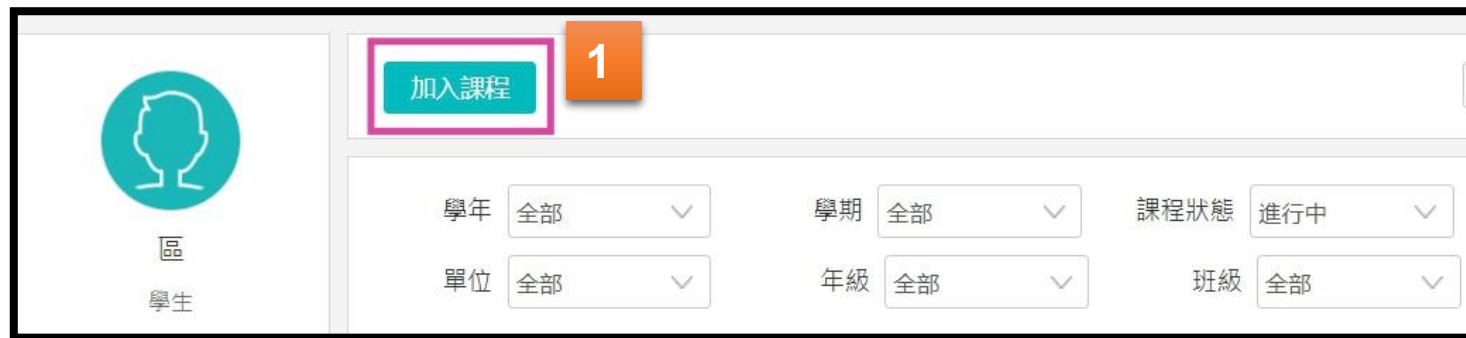 加入課程
1
學年 全部 學期 全部 課程狀態 進行中
單位 全部 年級 全部 班級 全部
區
學生